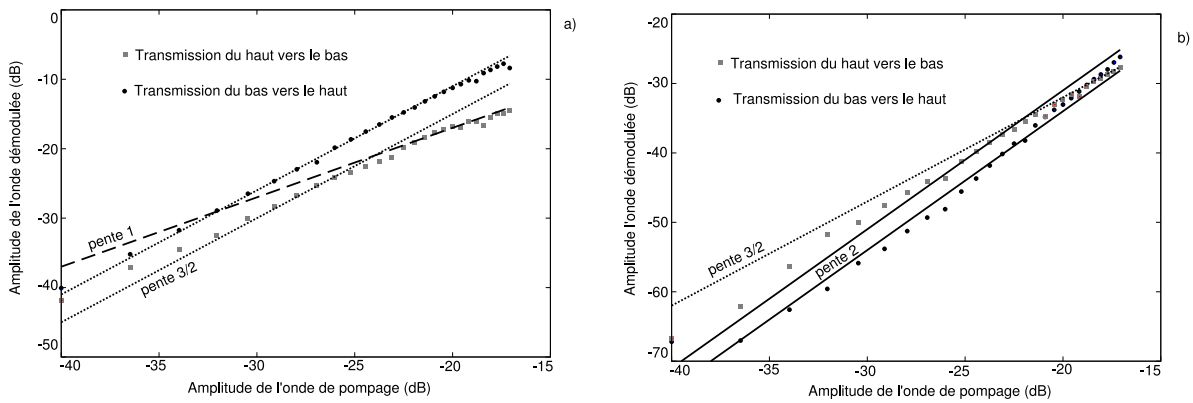 a)
Transmission du haut vers le bas
Transmission du bas vers le haut
pente 1
pente 3/2
0
-10
-20
-30
-40
-50
-40
-35
-30
-25
-20
-15
Amplitude de l'onde démodulée (dB)
Amplitude de l'onde de pompage (dB)
b)
Transmission du haut vers le bas
Transmission du bas vers le haut
pente 3/2
pente 2
-20
-30
-40
-50
-60
-70
-40
-35
-30
-25
-20
-15
Amplitude de l'onde démodulée (dB)
Amplitude de l'onde de pompage (dB)